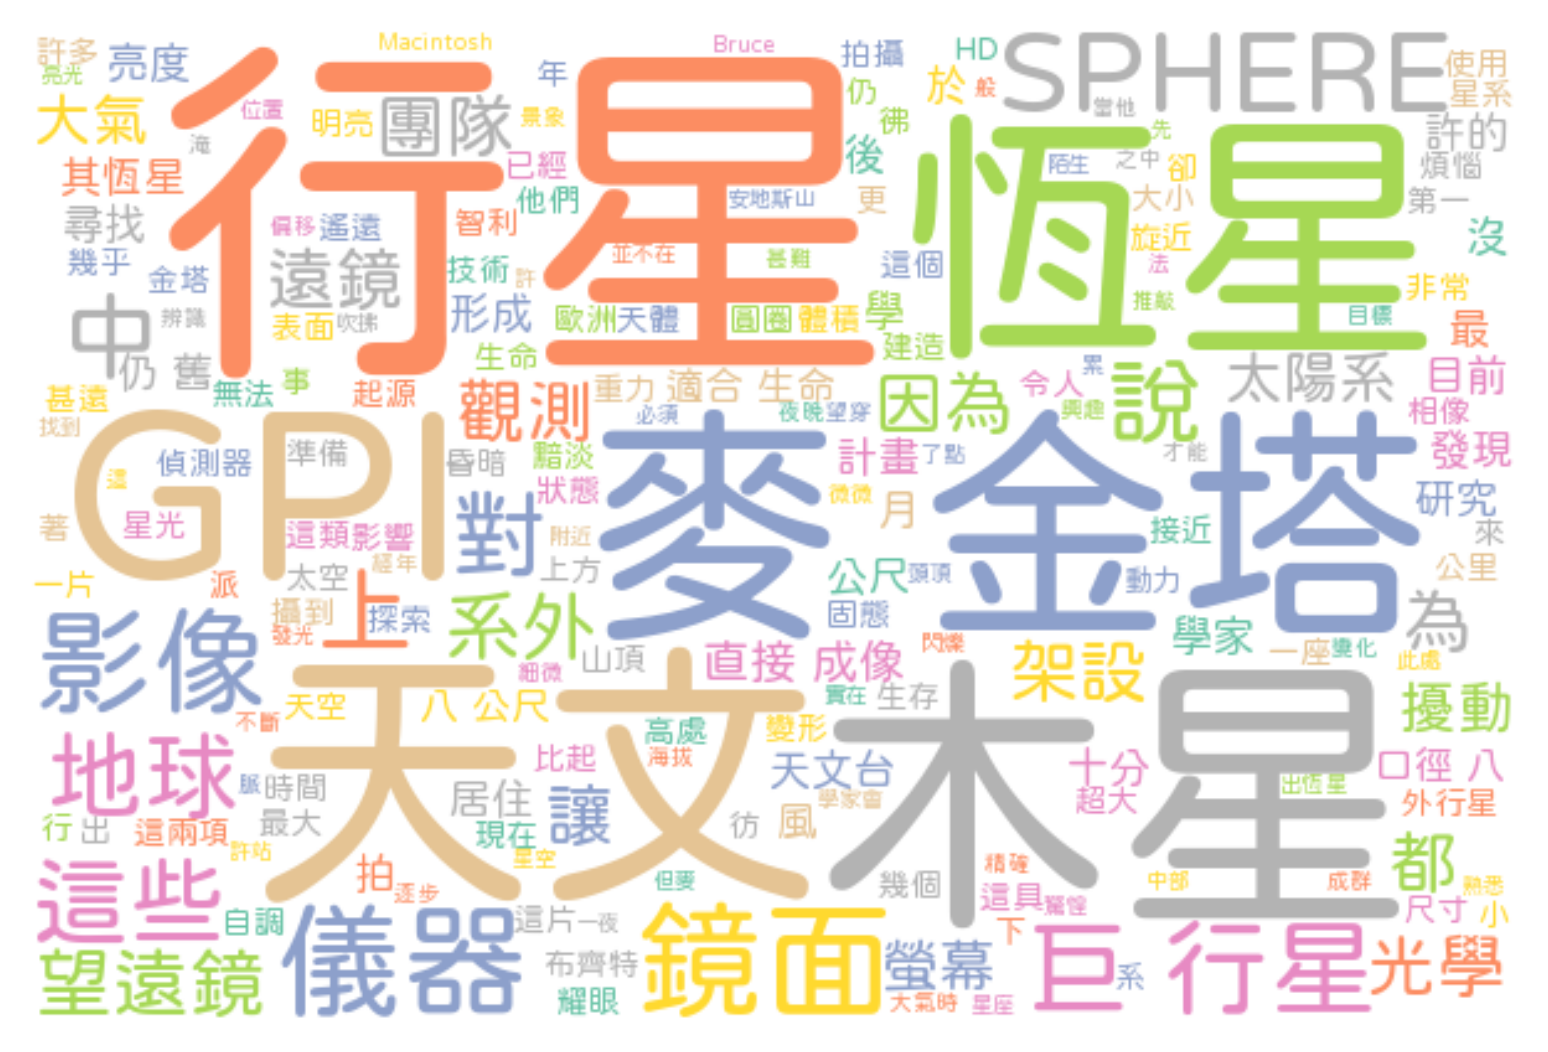 許多
亮度
Macintosh
年
Bruce
拍攝
HD
SPHERE
使用
亮光
行星
大氣
位置
明亮
團隊
景象
仍
於
般
當他
星系
淹
彿
恆星
先
許的
其恆星
已經
後
陌生
之中
卻
煩惱
尋找
偏移
遙遠
智利
他們
安地斯山
更
大小
第一
幾乎
金塔
遠鏡
技術
許
並不在
甚難
這個
旋近
法
沒
中
辨識
表面
吹拂
形成
歐洲
天體
圓圈
體積
學
推敲
目標
非常
最
仍 舊
生命
建造
甚遠
無法
事
起源
觀測
重力
適合 生命
因為
令人
累
說
太陽系
目前
找到
GPI
必須
夜晚
望穿
興趣
相像
偵測器
準備
昏暗
黯淡
麥
計畫
了點
金塔
才能
發現
這
狀態
微微
月
研究
著
星光
這類
影響
對
附近
接近
來
一片
派
太空
經年
上方
公尺
頭頂
動力
公里
影像
攝到
上
探索
系外
固態
為
發光
細微
山頂
直接 成像
閃爍
架設
學家
一座
變化
此處
不斷
天空
天文
八 公尺
高處
變形
實在
生存
木星
擾動
地球
脈
時間
居住
比起
海拔
天文台
十分
口徑 八
行
出
這兩項
最大
現在
讓
彷
風
學家會
超大
出恆星
外行星
許站
星空
這些
拍
逐步
但要
幾個
精確
這具
驚惶
中部
成群
都
熟悉
自調
儀器
這片
一夜
鏡面
下
尺寸
小
望遠鏡
布齊特
耀眼
螢幕
大氣時
星座
巨行星
系
光學